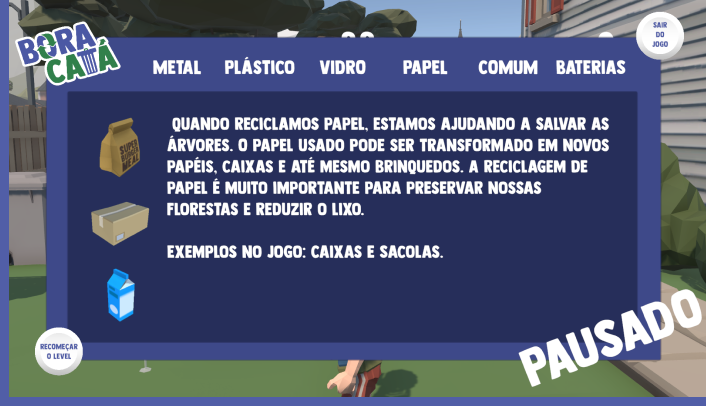 SAIR
DO
JOGO
BORA
CATÁ
METAL PLÁSTICO VIDRO PAPEL COMUM BATERIAS
QUANDO RECICLAMOS PAPEL, ESTAMOS AJUDANDO A SALVAR AS
ÁRVORES. O PAPEL USADO PODE SER TRANSFORMADO EM NOVOS
PAPÉIS, CAIXAS E ATÉ MESMO BRINQUEDOS. A RECICLAGEM DE
PAPEL É MUITO IMPORTANTE PARA PRESERVAR NOSSAS
FLORESTAS E REDUZIR O LIXO.
EXEMPLOS NO JOGO: CAIXAS E SACOLAS.
SUPER
MEAL
RECOMEÇAR
O LEVEL
PAUSADO